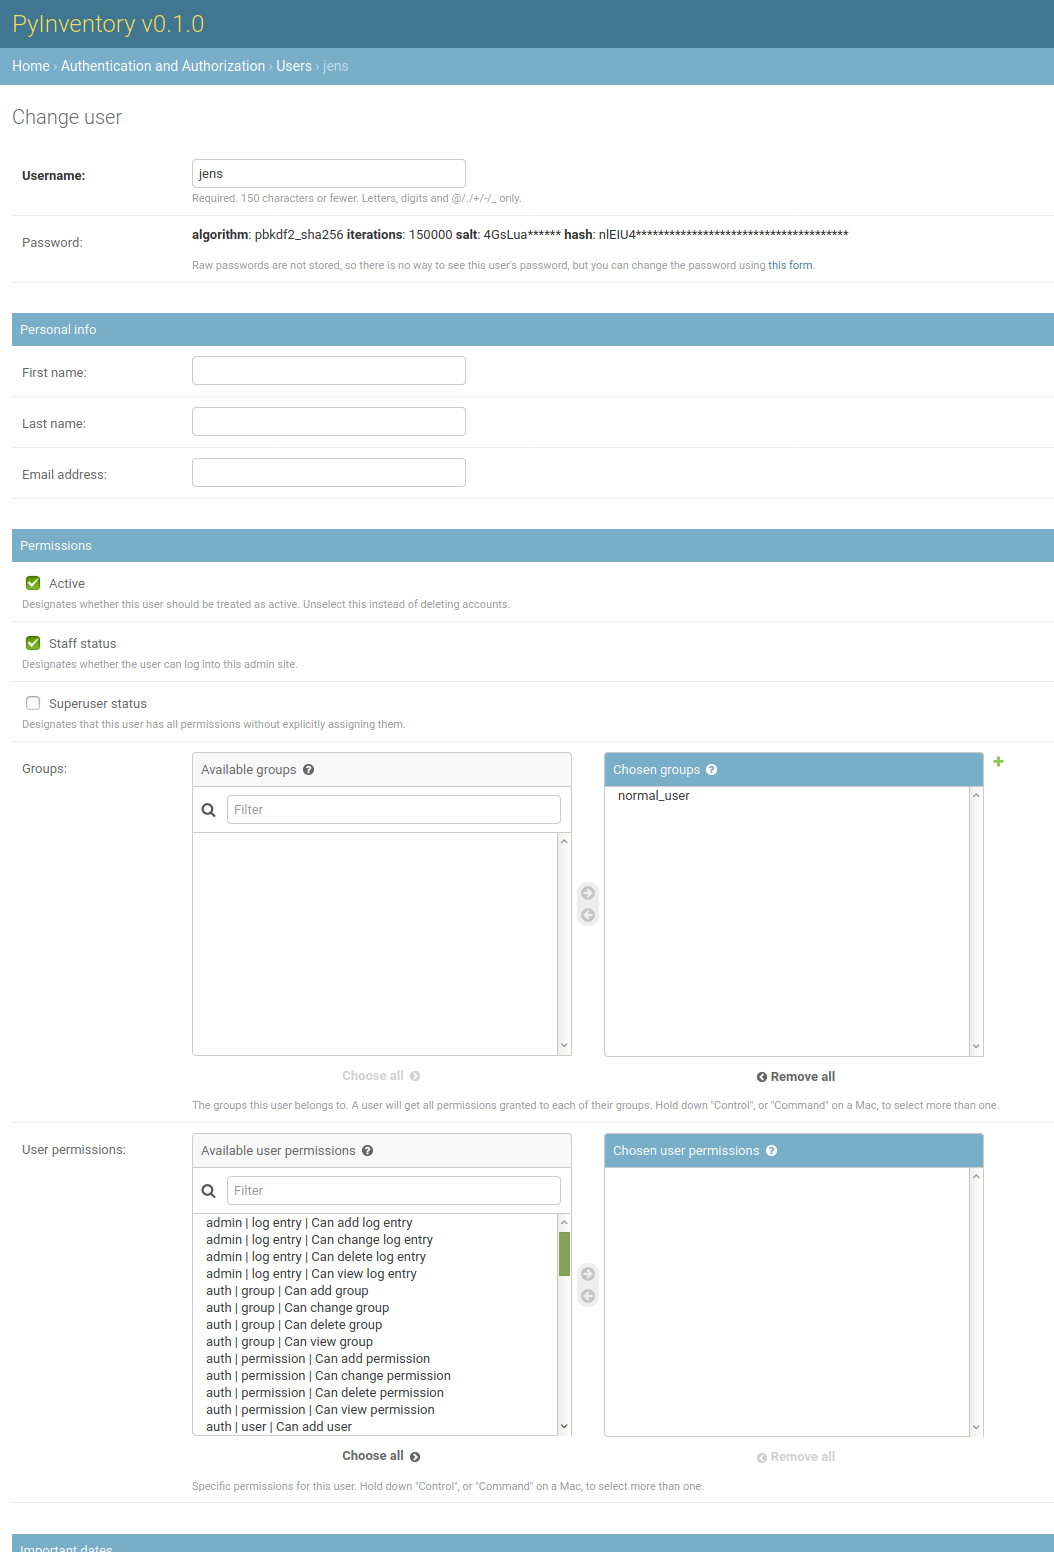 PyInventory v0.1.0
Home › Authentication and Authorization › Users › jens
Change user
Username: jens
Required. 150 characters or fewer. Letters, digits and @/./+/-/_ only.
Password: algorithm: pbkdf2_sha256 iterations: 150000 salt: 4GsLua****** hash: nlEIU4**************************************
Raw passwords are not stored, so there is no way to see this user's password, but you can change the password using this form.
Personal info
First name:
Last name:
Email address:
Permissions
Active
Designates whether this user should be treated as active. Unselect this instead of deleting accounts.
Staff status
Designates whether the user can log into this admin site.
Superuser status
Designates that this user has all permissions without explicitly assigning them.
Groups:
Available groups
Filter
Choose all
Chosen groups
normal_user
Remove all
The groups this user belongs to. A user will get all permissions granted to each of their groups. Hold down "Control", or "Command" on a Mac, to select more than one.
User permissions:
Available user permissions
Filter
admin | log entry | Can add log entry
admin | log entry | Can change log entry
admin | log entry | Can delete log entry
admin | log entry | Can view log entry
auth | group | Can add group
auth | group | Can change group
auth | group | Can delete group
auth | group | Can view group
auth | permission | Can add permission
auth | permission | Can change permission
auth | permission | Can delete permission
auth | permission | Can view permission
auth | user | Can add user
Choose all
Chosen user permissions
Remove all
Specific permissions for this user. Hold down "Control", or "Command" on a Mac, to select more than one.
Important dates